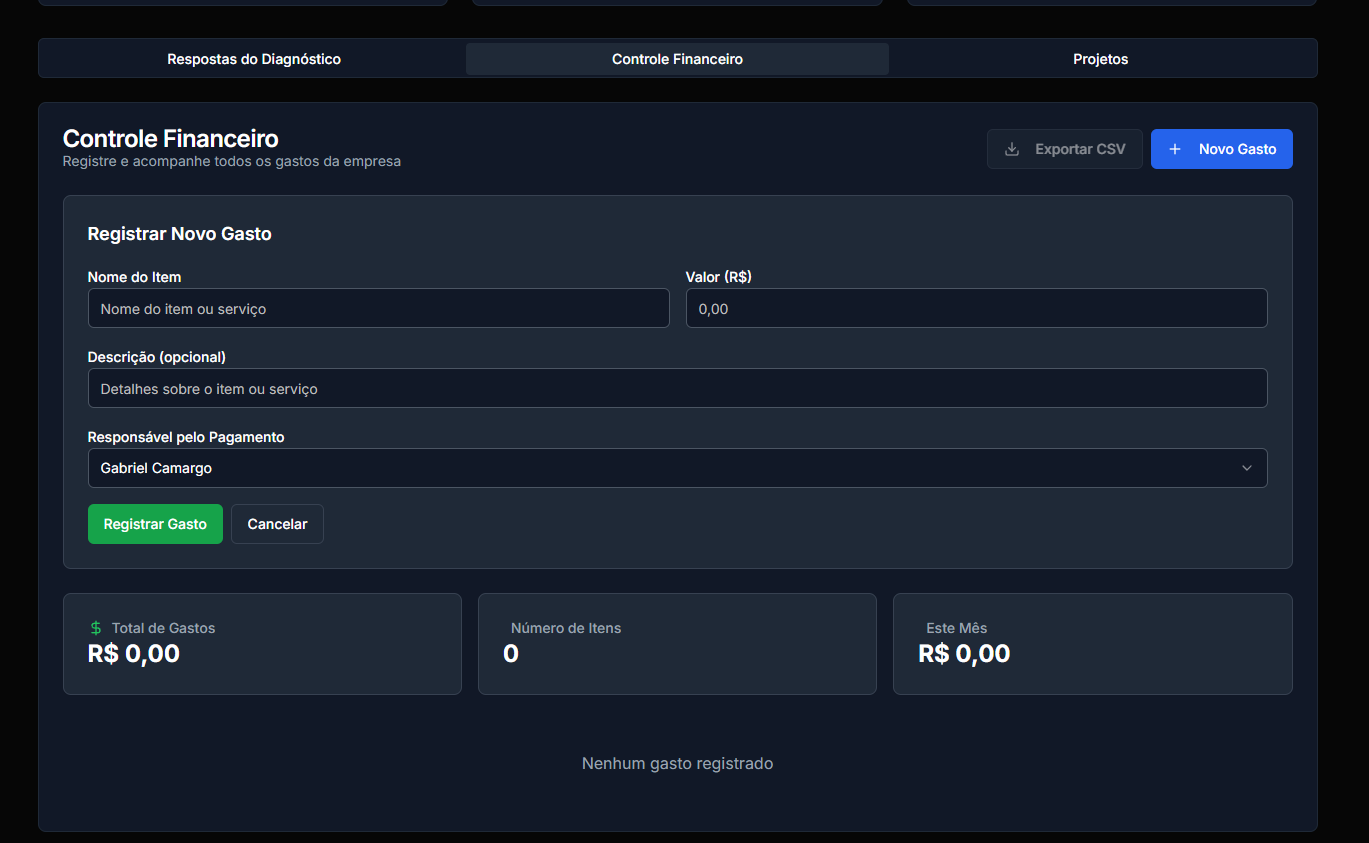 Respostas do Diagnóstico
Controle Financeiro
Projetos
Controle Financeiro
Registre e acompanhe todos os gastos da empresa
Exportar CSV
Novo Gasto
Registrar Novo Gasto
Nome do Item
Valor (R$)
Nome do item ou serviço
0,00
Descrição (opcional)
Detalhes sobre o item ou serviço
Responsável pelo Pagamento
Gabriel Camargo
Registrar Gasto
Cancelar
Total de Gastos
R$ 0,00
Número de Itens
0
Este Mês
R$ 0,00
Nenhum gasto registrado